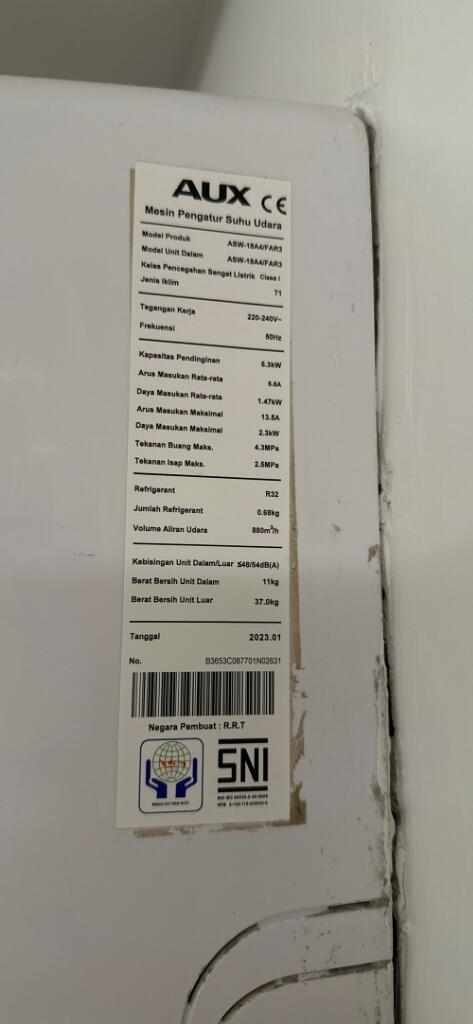 AUX CE
Mesin Pengatur Suhu Udara
Model Produk ASW-18A4/FAR3
Model Unit Dalam ASW-18A4/FAR3
Kelas Pencegahan Sengat Listrik Class I
Jenis Iklim T1
Tegangan Kerja 220-240V~
Frekuensi 50Hz
Kapasitas Pendinginan 5.3kW
Arus Masukan Rata-rata 6.6A
Daya Masukan Rata-rata 1.47kW
Arus Masukan Maksimal 13.5A
Daya Masukan Maksimal 2.3kW
Tekanan Buang Maks. 4.3MPa
Tekanan Isap Maks. 2.5MPa
Refrigerant R32
Jumlah Refrigerant 0.68kg
Volume Aliran Udara 880m³/h
Kebisingan Unit Dalam/Luar ≤48/54dB(A)
Berat Bersih Unit Dalam 11kg
Berat Bersih Unit Luar 37.0kg
Tanggal 2023.01
No. B3653C087701N02631
Negara Pembuat : R.R.T
SNI